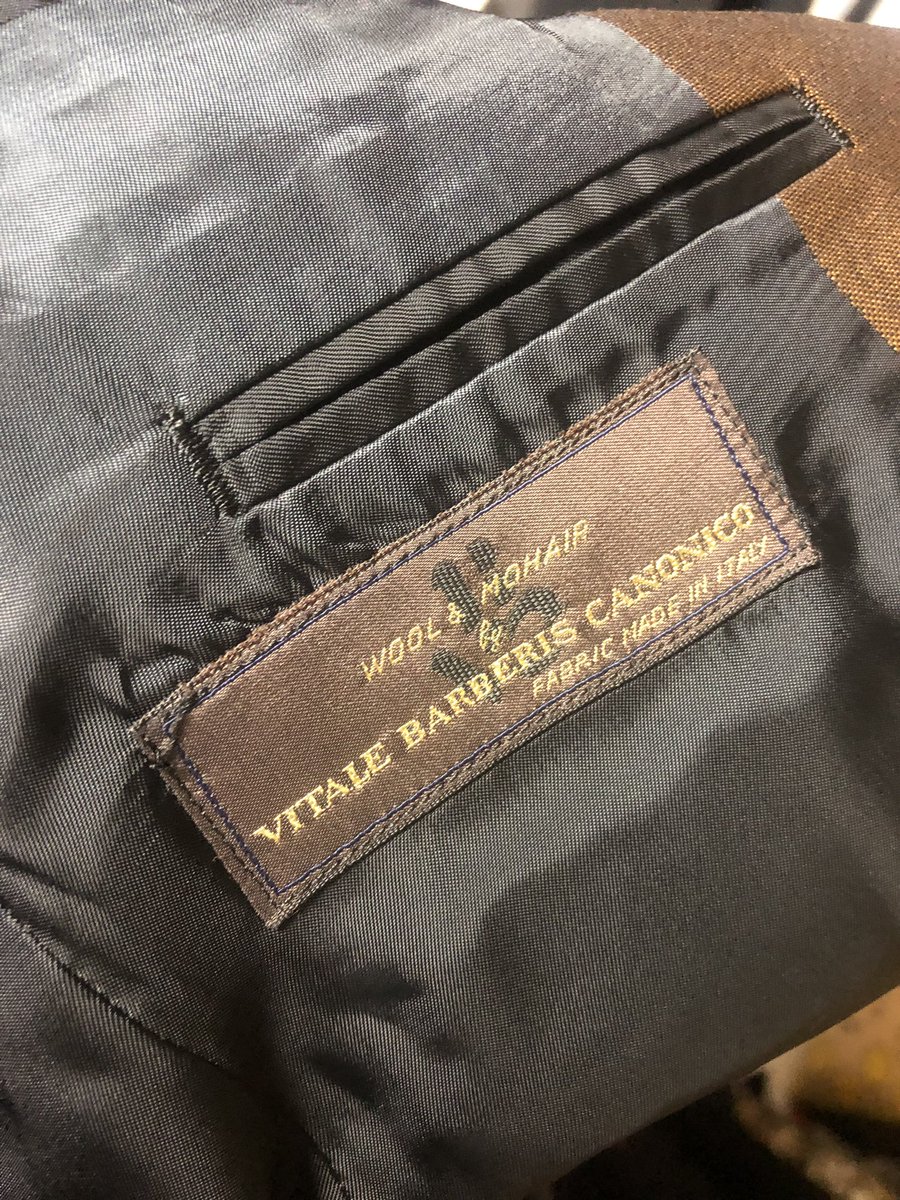 WOOL & MOHAIR
by
VITALE BARBERIS CANONICO
FABRIC MADE IN ITALY